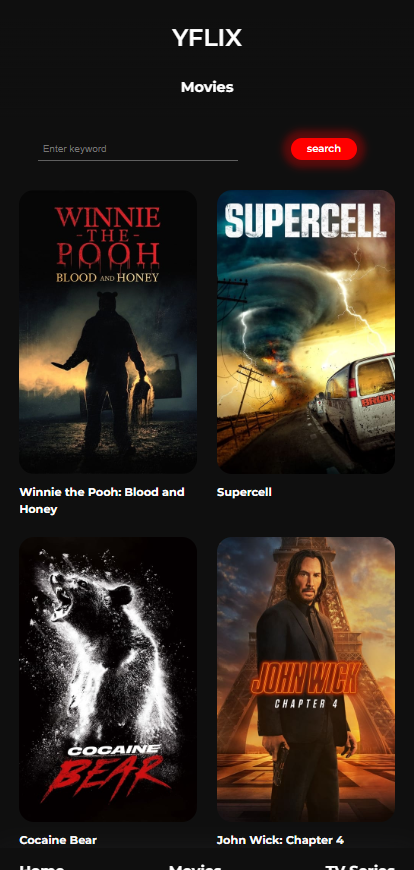 YFLIX
Movies
Enter keyword
search
WINNIE
-THE-
POOH
BLOOD AND HONEY
SUPERCELL
Winnie the Pooh: Blood and
Honey
Supercell
COCAINE
BEAR
JOHN WICK
CHAPTER 4
Cocaine Bear
John Wick: Chapter 4
Home
Movies
TV Series